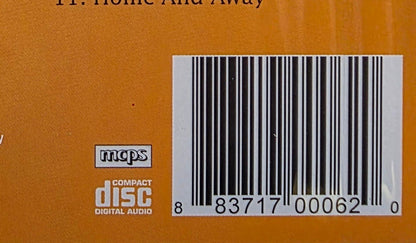 11. Home And Away
mcps
COMPACT
disc
DIGITAL AUDIO
8 83717 00062 0